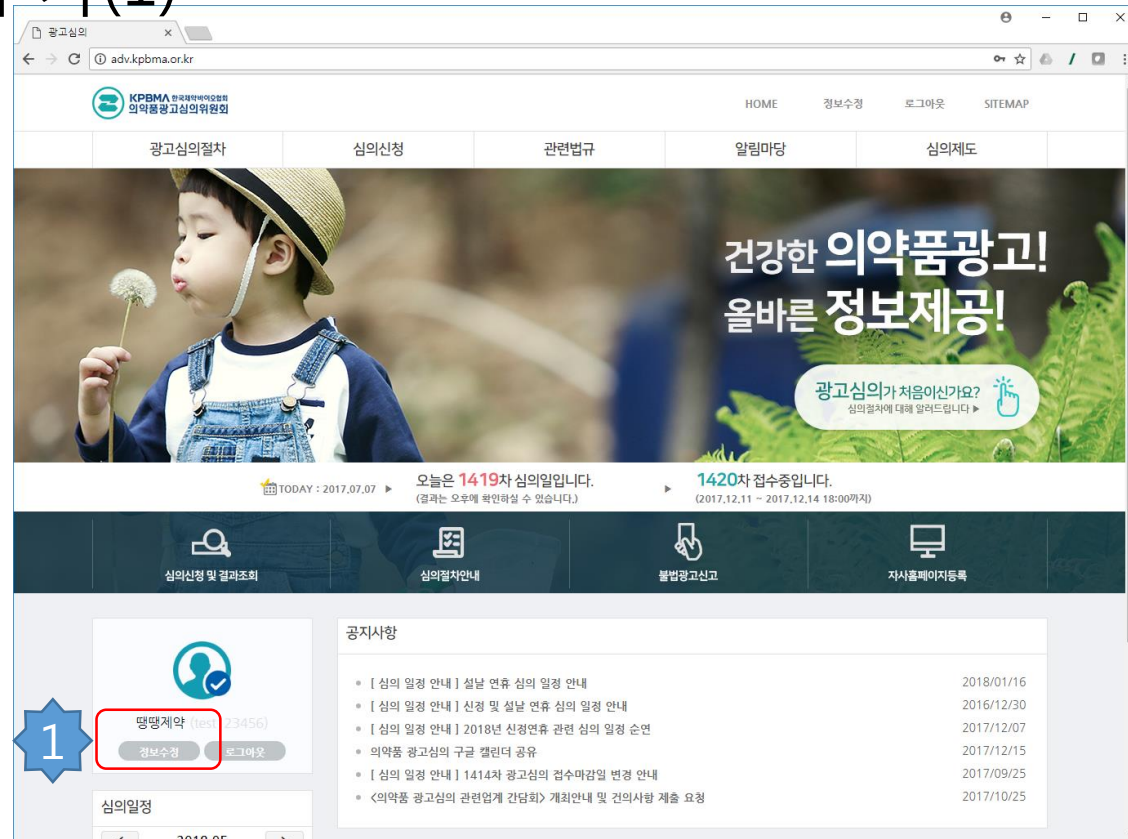 (1)
광고심의
adv.kpbma.or.kr
KPBMA 한국제약바이오협회
의약품광고심의위원회
HOME 정보수정 로그아웃 SITEMAP
광고심의절차 심의신청 관련법규 알림마당 심의제도
건강한 의약품광고!
올바른 정보제공!
광고심의가 처음이신가요?
심의절차에 대해 알려드립니다 ▶
TODAY : 2017.07.07 ▶ 오늘은 1419차 심의일입니다. ▶ 1420차 접수중입니다.
(결과는 오후에 확인하실 수 있습니다.) (2017.12.11 ~ 2017.12.14 18:00까지)
심의신청 및 결과조회 심의절차안내 불법광고신고 자사홈페이지등록
공지사항
[ 심의 일정 안내 ] 설날 연휴 심의 일정 안내 2018/01/16
[ 심의 일정 안내 ] 신정 및 설날 연휴 심의 일정 안내 2016/12/30
[ 심의 일정 안내 ] 2018년 신정연휴 관련 심의 일정 순연 2017/12/07
의약품 광고심의 구글 캘린더 공유 2017/12/15
[ 심의 일정 안내 ] 1414차 광고심의 접수마감일 변경 안내 2017/09/25
<의약품 광고심의 관련업계 간담회> 개최안내 및 건의사항 제출 요청 2017/10/25
땡땡제약 (test123456)
1
정보수정 로그아웃
심의일정
2018.05